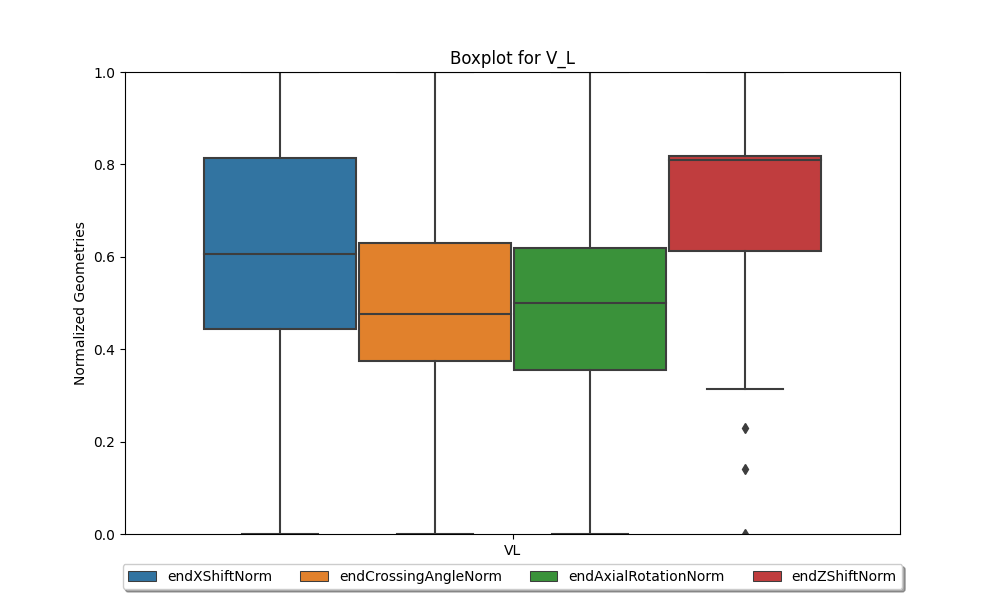 Boxplot for V_L
1.0
0.8
0.6
0.4
0.2
0.0
Normalized Geometries
VL
endXShiftNorm endCrossingAngleNorm endAxialRotationNorm endZShiftNorm